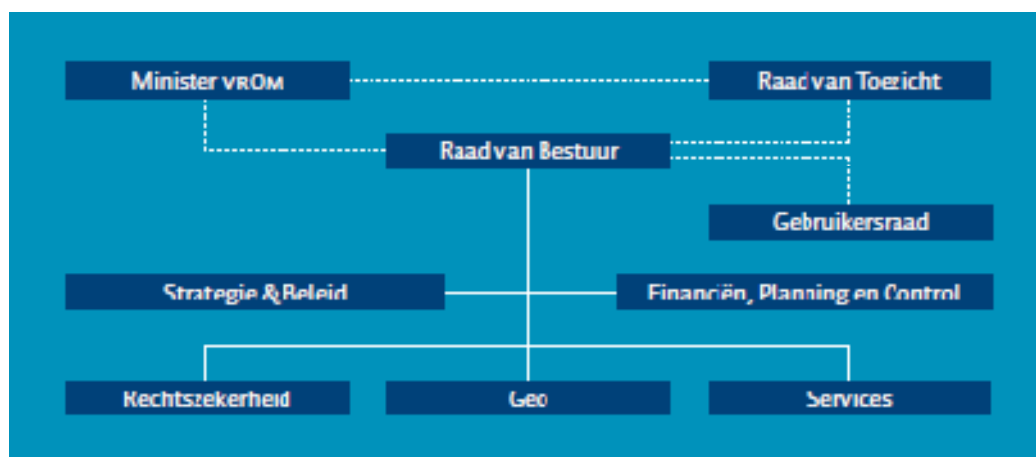 Minister VROM
Raad van Toezicht
Raad van Bestuur
Gebruikersraad
Strategie & Beleid
Financiën, Planning en Control
Rechtszekerheid
Geo
Services